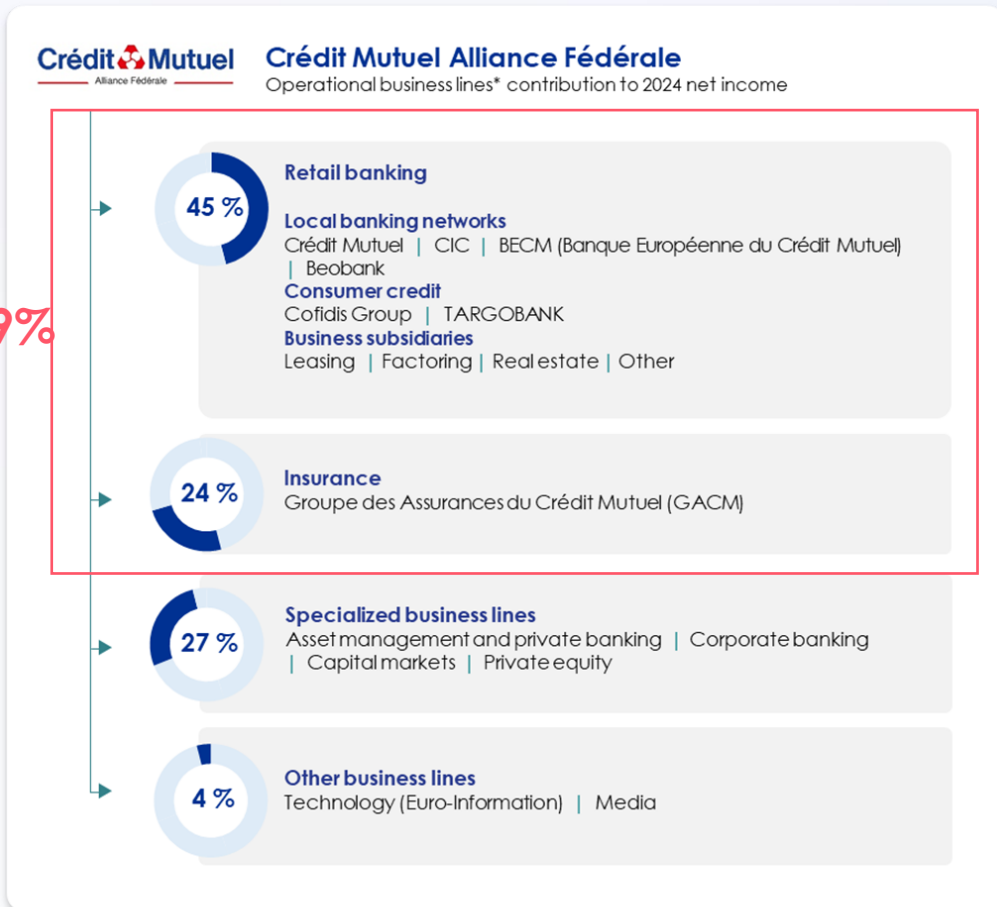 Crédit Mutuel
Alliance Fédérale
Crédit Mutuel Alliance Fédérale
Operational business lines* contribution to 2024 net income
45 %
Retail banking
Local banking networks
Crédit Mutuel | CIC | BECM (Banque Européenne du Crédit Mutuel)
| Beobank
Consumer credit
Cofidis Group | TARGOBANK
Business subsidiaries
Leasing | Factoring | Real estate | Other
9%
24 %
Insurance
Groupe des Assurances du Crédit Mutuel (GACM)
27 %
Specialized business lines
Asset management and private banking | Corporate banking
| Capital markets | Private equity
4 %
Other business lines
Technology (Euro-Information) | Media